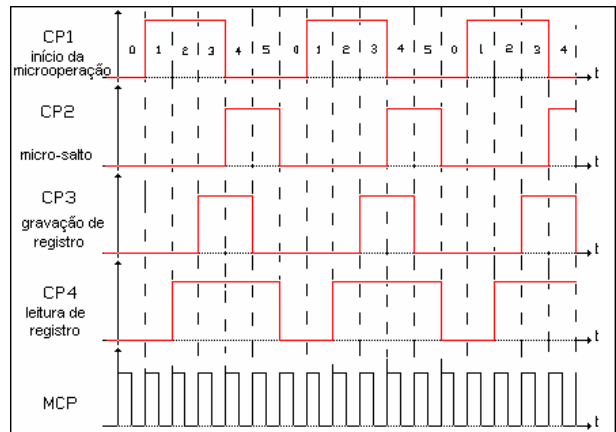 CP1
início da
microoperação
0 1 2 3 4 5 0 1 2 3 4 5 0 1 2 3 4
t
CP2
micro-salto
t
CP3
gravação de
registro
t
CP4
leitura de
registro
t
MCP
t